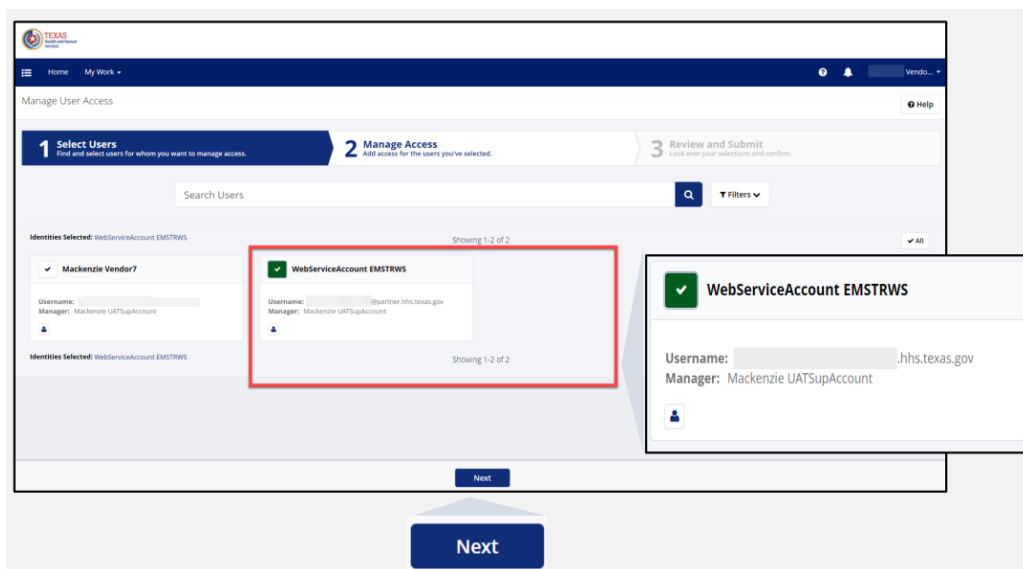 TEXAS
Health and Human
Services
Home My Work
Vendo...
Manage User Access
Help
1 Select Users
Find and select users for whom you want to manage access.
2 Manage Access
Add access for the users you've selected.
3 Review and Submit
Look over your selections and confirm.
Search Users
Filters
Identities Selected: WebServiceAccount EMSTRWS
Showing 1-2 of 2
All
Mackenzie Vendor7
Username:
Manager: Mackenzie UATSupAccount
WebServiceAccount EMSTRWS
Username: @partner.hhs.texas.gov
Manager: Mackenzie UATSupAccount
Identities Selected: WebServiceAccount EMSTRWS
Showing 1-2 of 2
WebServiceAccount EMSTRWS
Username: .hhs.texas.gov
Manager: Mackenzie UATSupAccount
Next
Next